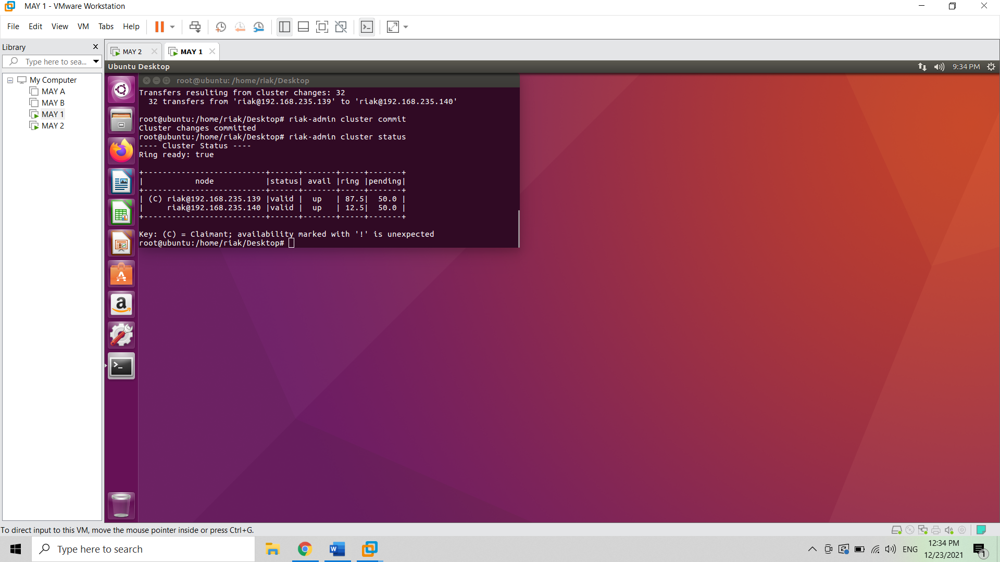 MAY 1 - VMware Workstation
File Edit View VM Tabs Help
Library
Type here to sea...
My Computer
MAY A
MAY B
MAY 1
MAY 2
MAY 2
MAY 1
Ubuntu Desktop
9:34 PM
root@ubuntu: /home/riak/Desktop
Transfers resulting from cluster changes: 32
  32 transfers from 'riak@192.168.235.139' to 'riak@192.168.235.140'
root@ubuntu:/home/riak/Desktop# riak-admin cluster commit
Cluster changes committed
root@ubuntu:/home/riak/Desktop# riak-admin cluster status
---- Cluster Status ----
Ring ready: true
+--------------------------+------+-------+-----+-------+
|           node           |status| avail |ring |pending|
+--------------------------+------+-------+-----+-------+
| (C) riak@192.168.235.139 |valid |  up   | 87.5|  50.0 |
|     riak@192.168.235.140 |valid |  up   | 12.5|  50.0 |
+--------------------------+------+-------+-----+-------+
Key: (C) = Claimant; availability marked with '!' is unexpected
root@ubuntu:/home/riak/Desktop#
To direct input to this VM, move the mouse pointer inside or press Ctrl+G.
Type here to search
ENG
12:34 PM
12/23/2021
1